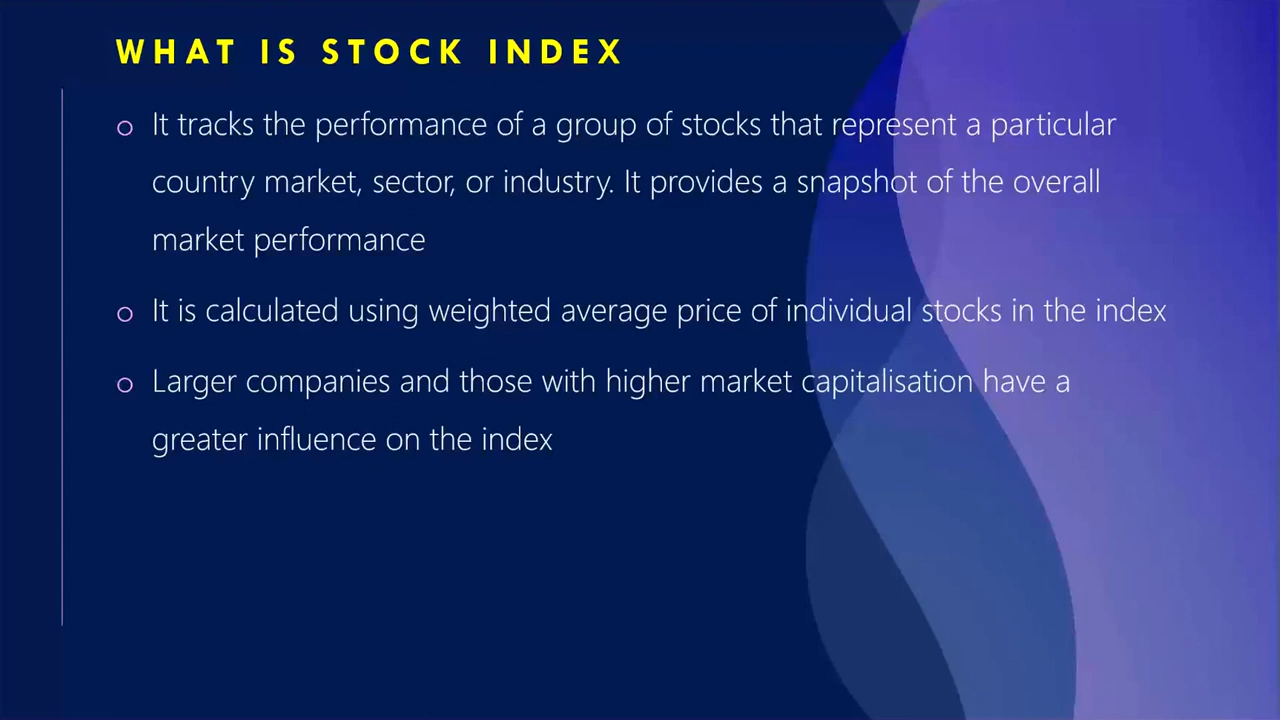 WHAT IS STOCK INDEX
o It tracks the performance of a group of stocks that represent a particular
country market, sector, or industry. It provides a snapshot of the overall
market performance
o It is calculated using weighted average price of individual stocks in the index
o Larger companies and those with higher market capitalisation have a
greater influence on the index